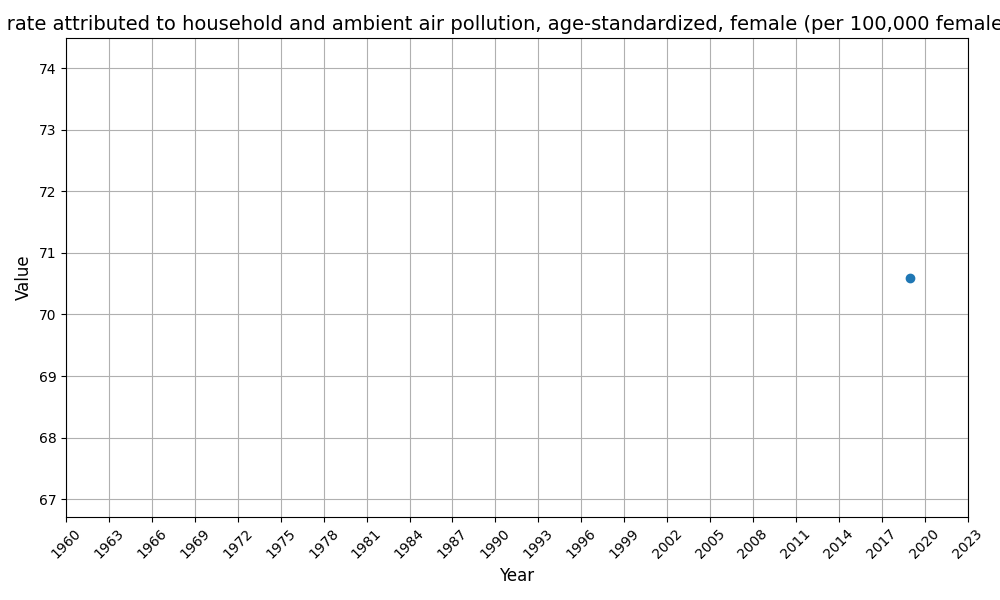 rate attributed to household and ambient air pollution, age-standardized, female (per 100,000 female
74
73
72
71
70
69
68
67
Value
1960 1963 1966 1969 1972 1975 1978 1981 1984 1987 1990 1993 1996 1999 2002 2005 2008 2011 2014 2017 2020 2023
Year